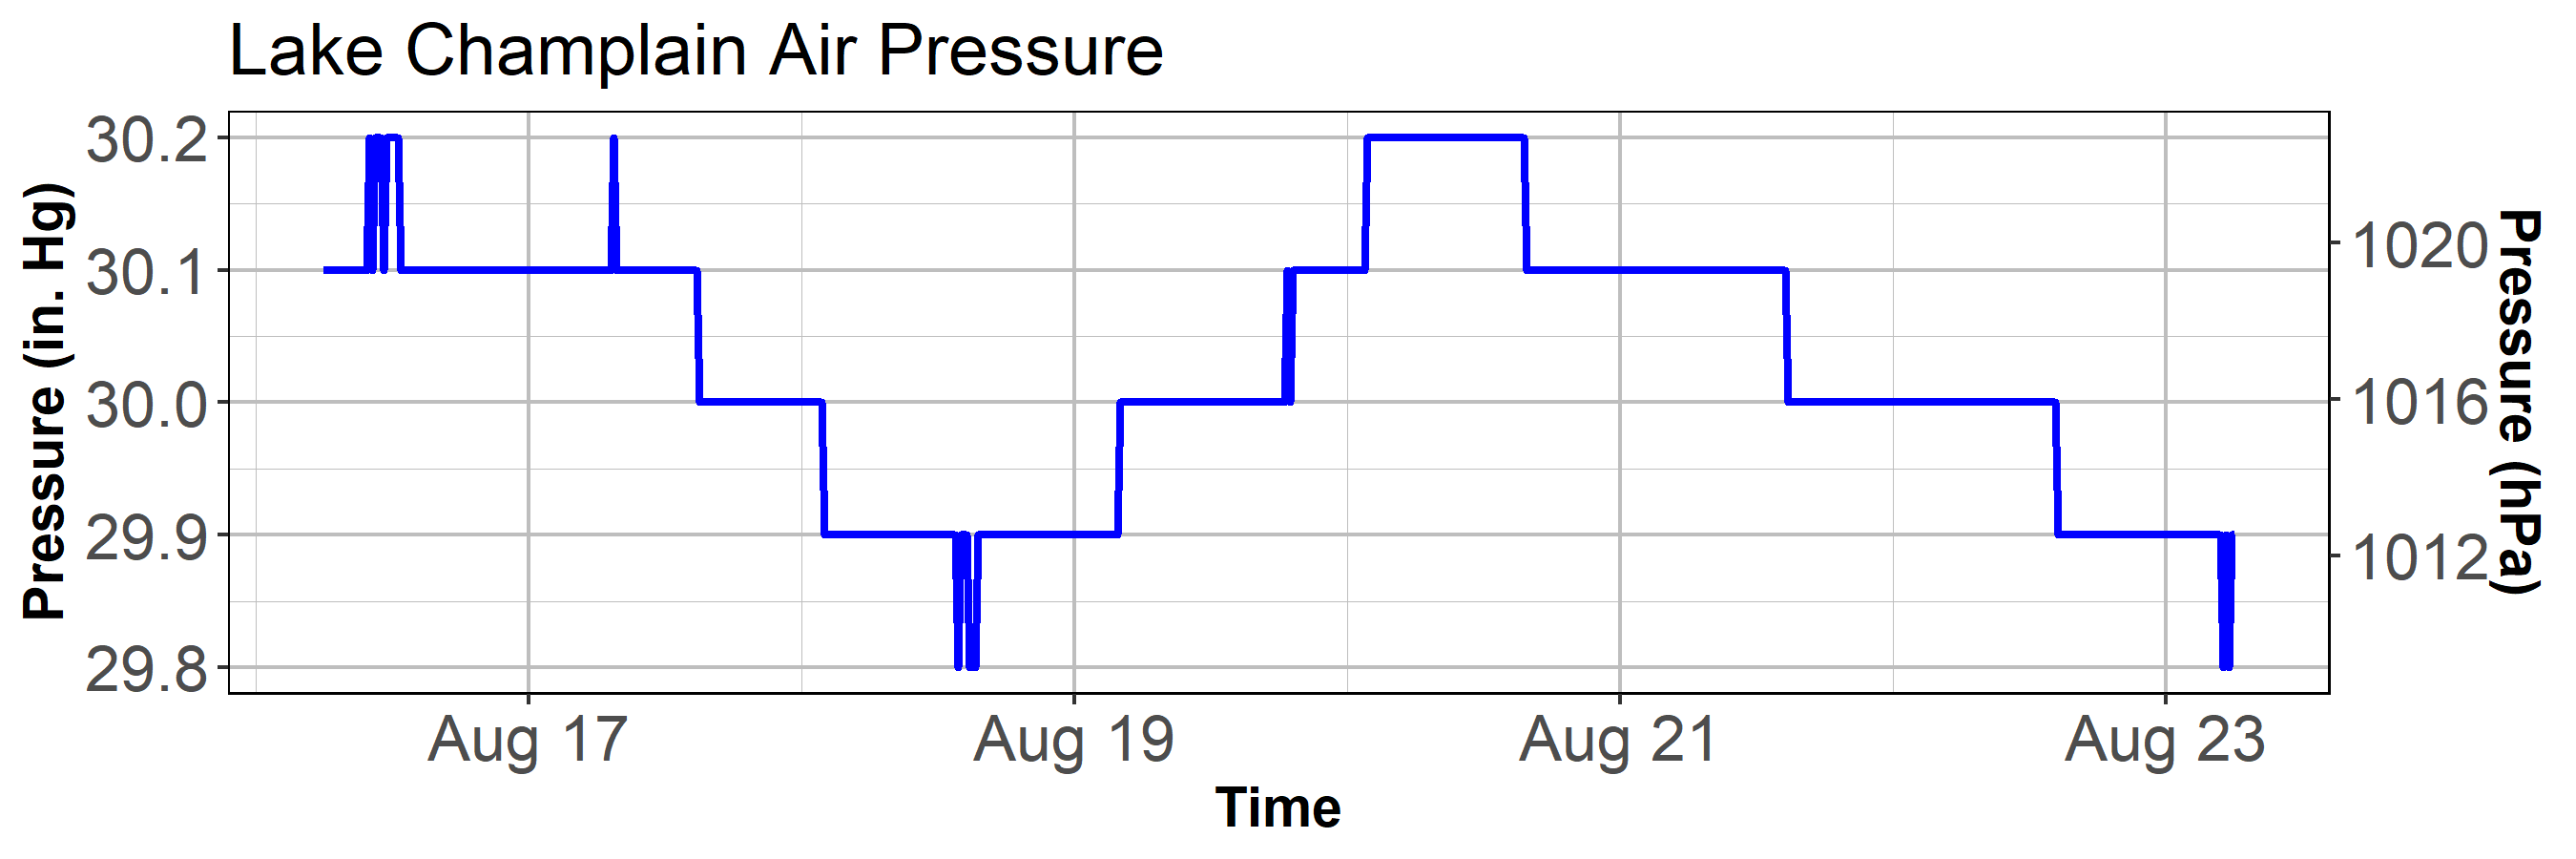 Lake Champlain Air Pressure
30.2
30.1
30.0
29.9
29.8
Pressure (in. Hg)
1020
1016
1012
Pressure (hPa)
Aug 17
Aug 19
Aug 21
Aug 23
Time